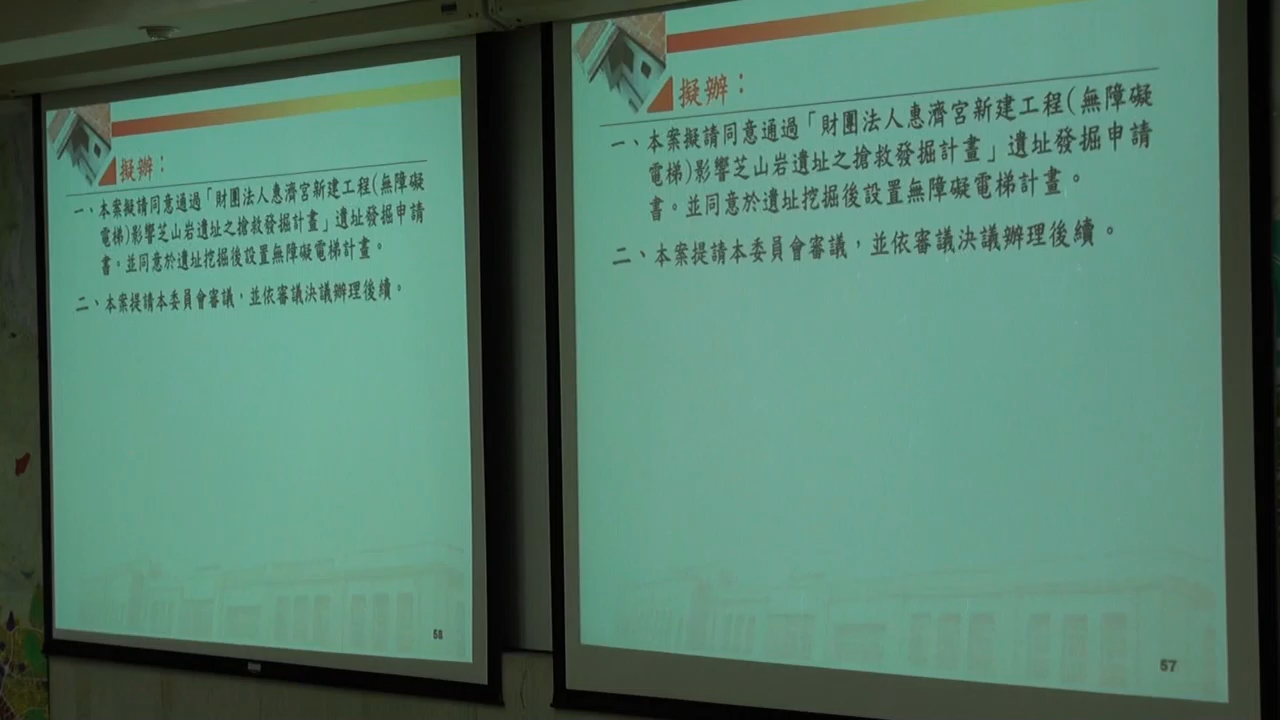 擬辦：
一、本案擬請同意通過「財團法人惠濟宮新建工程(無障礙
電梯)影響芝山岩遺址之搶救發掘計畫」遺址發掘申請
書。並同意於遺址挖掘後設置無障礙電梯計畫。
二、本案提請本委員會審議，並依審議決議辦理後續。
58
擬辦：
一、本案擬請同意通過「財團法人惠濟宮新建工程(無障礙
電梯)影響芝山岩遺址之搶救發掘計畫」遺址發掘申請
書。並同意於遺址挖掘後設置無障礙電梯計畫。
二、本案提請本委員會審議，並依審議決議辦理後續。
57